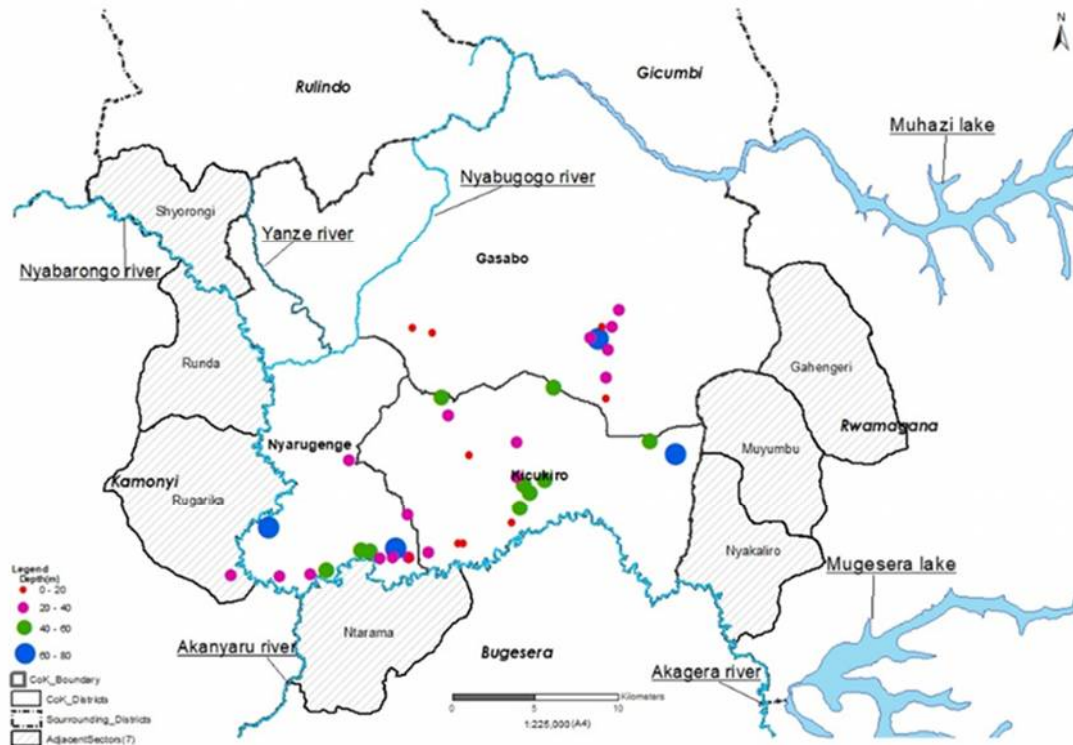 N
Rulindo
Gicumbi
Muhazi lake
Nyabugogo river
Shyorongi
Yanze river
Nyabarongo river
Gasabo
Runda
Gahengeri
Nyarugenge
Rwamagana
Muyumbu
Kamonyi
Rugarika
Kicukiro
Nyakaliro
Mugesera lake
Ntarama
Akanyaru river
Bugesera
Akagera river
Legend
Depth(m)
0 - 20
20 - 40
40 - 60
60 - 80
CoK_Boundary
CoK_Districts
Sourrounding_Districts
AdjacentSectors(7)
Kilometers
0 5 10
1:225,000 (A4)